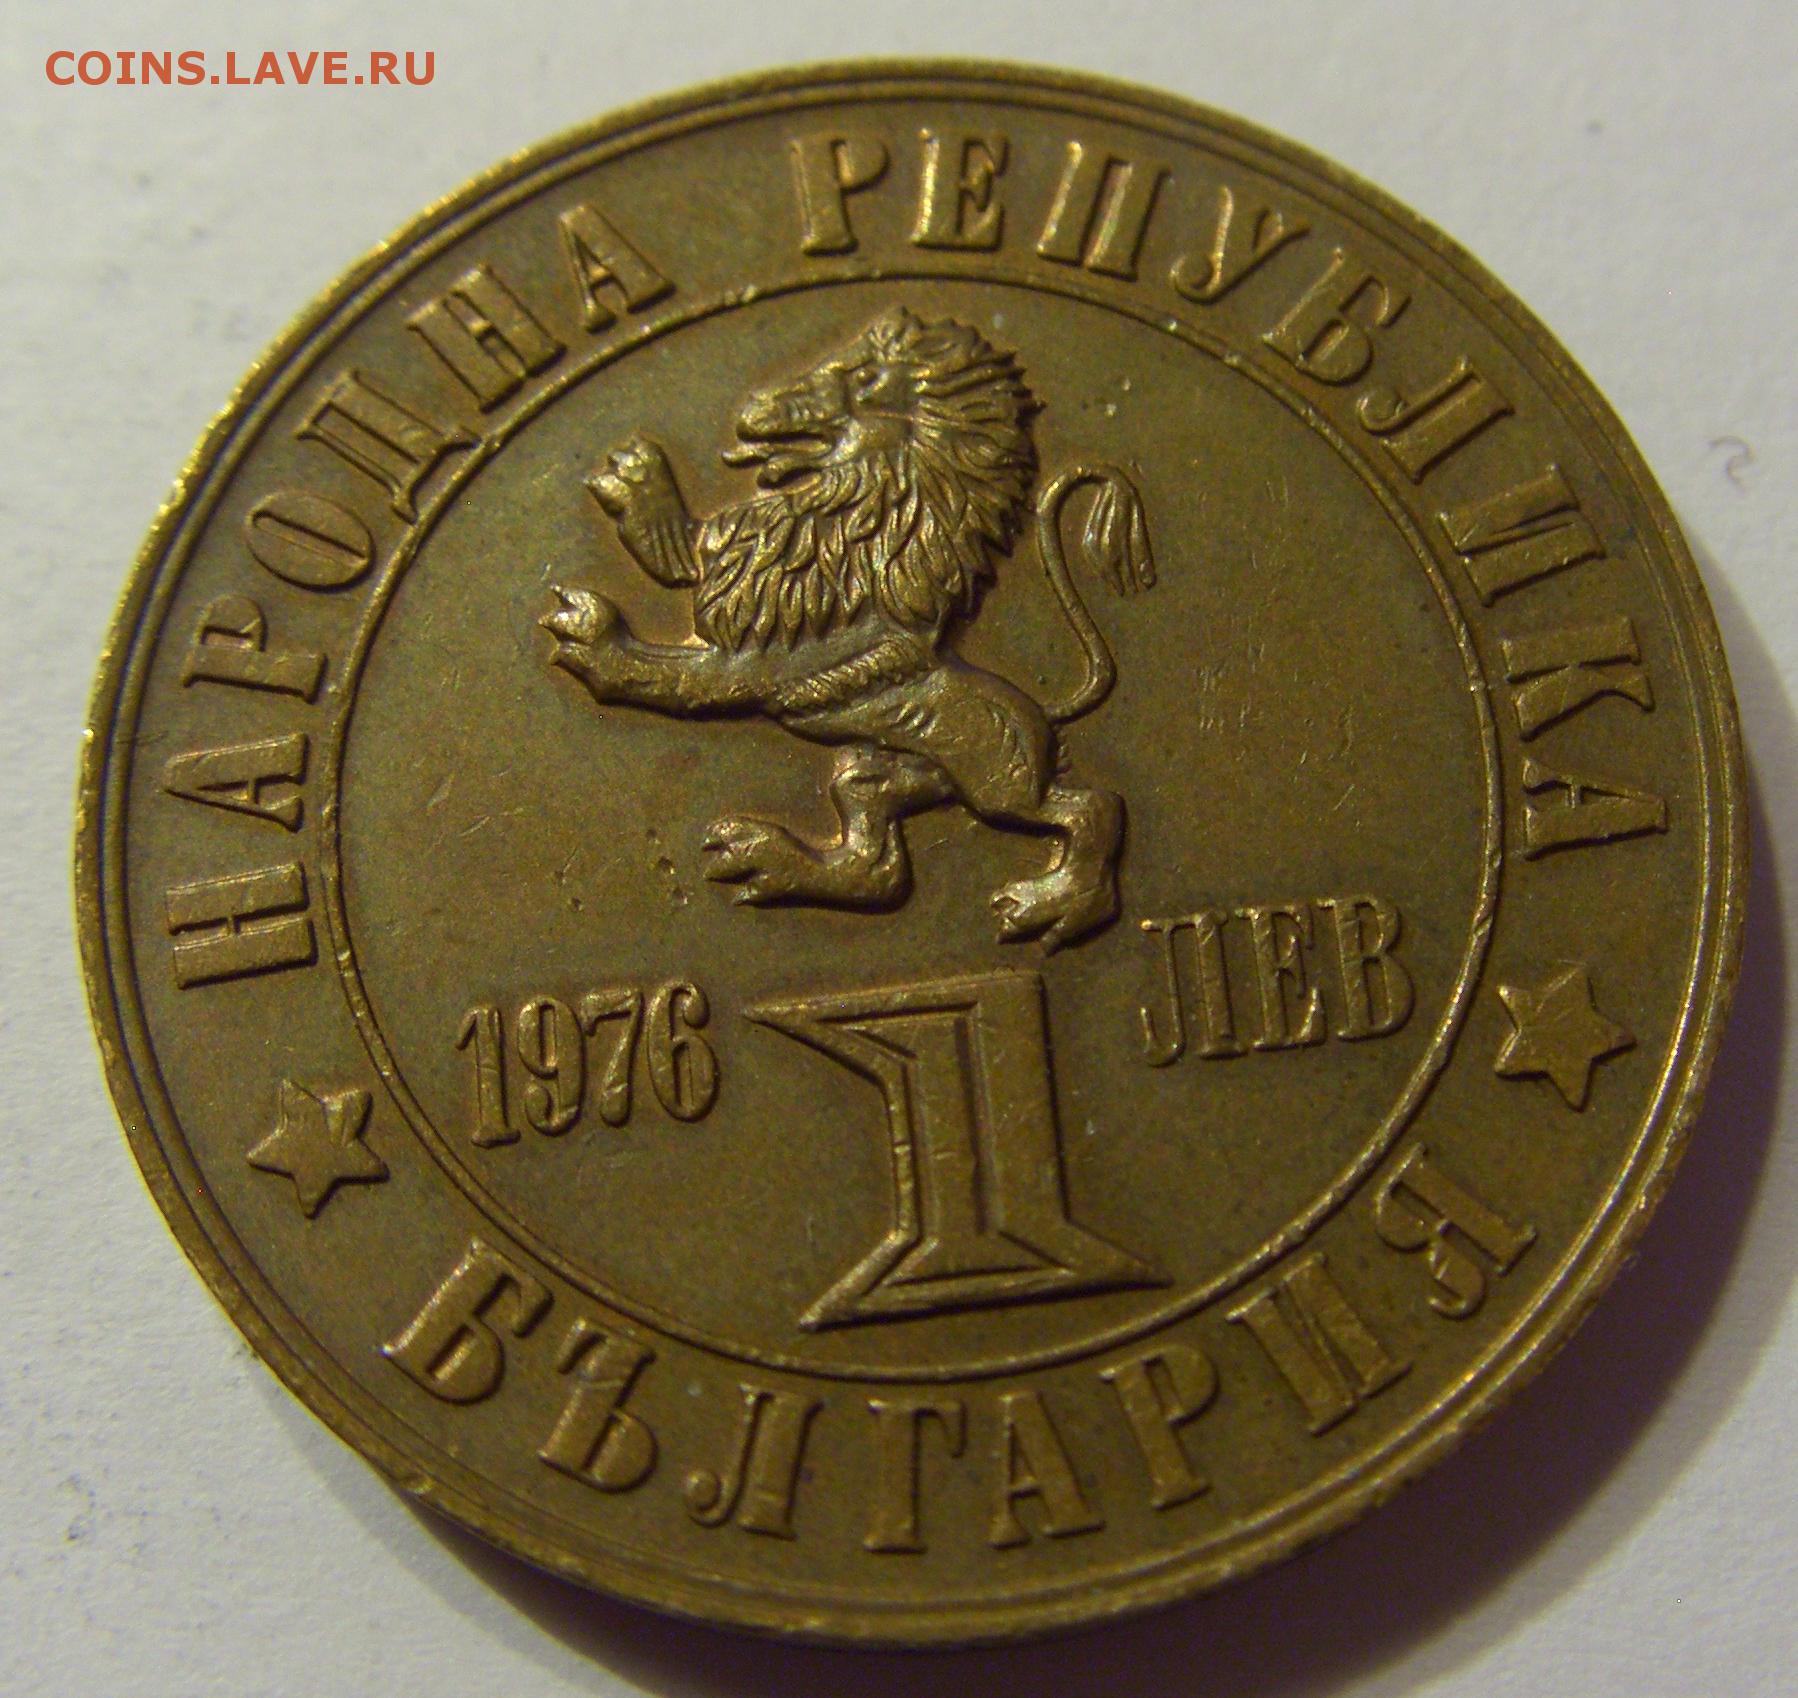 COINS.LAVE.RU
НАРОДНА РЕПУБЛИКА
1976
1
ЛЕВ
БЪЛГАРИЯ